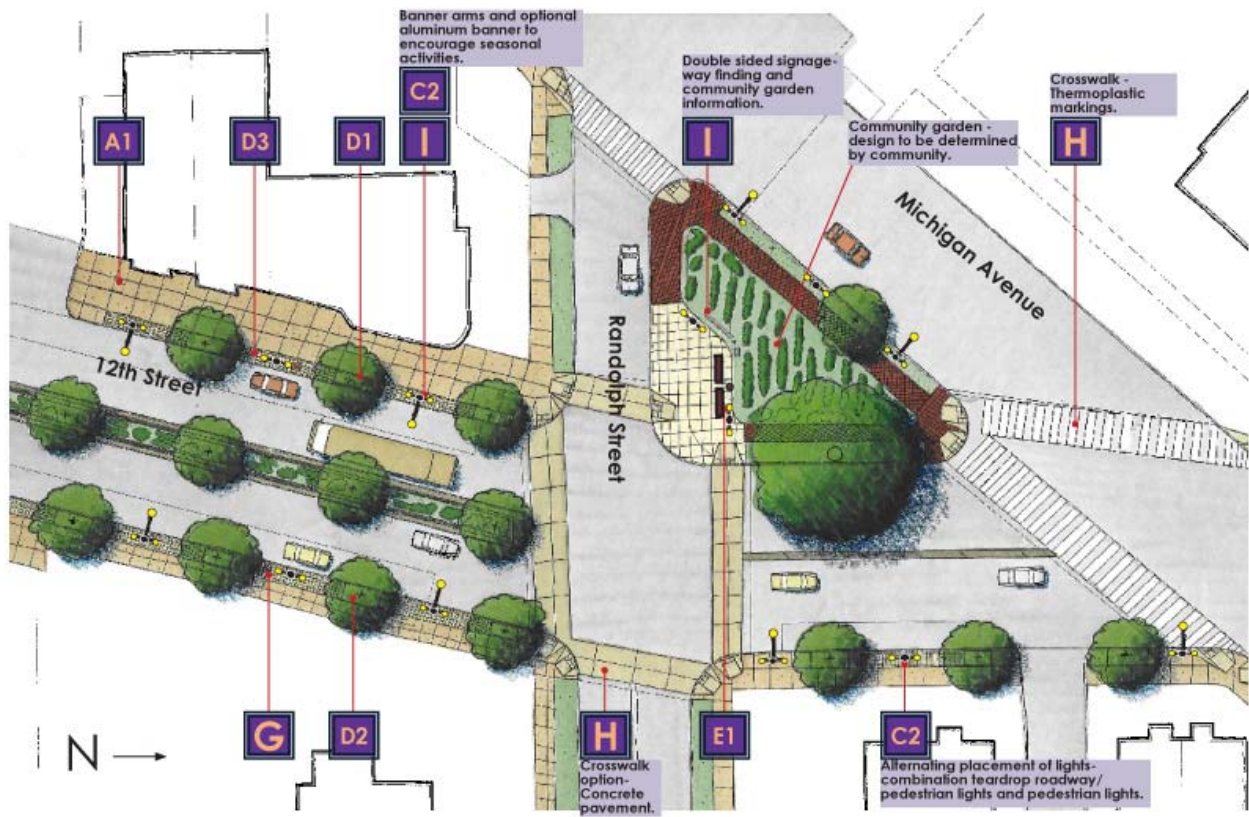 Banner arms and optional
aluminum banner to
encourage seasonal
activities.
C2
I
Double sided signage-
way finding and
community garden
information.
I
Community garden -
design to be determined
by community.
Crosswalk -
Thermoplastic
markings.
H
A1
D3
D1
Michigan Avenue
Randolph Street
12th Street
N
G
D2
H
Crosswalk
option-
Concrete
pavement.
E1
C2
Alternating placement of lights-
combination teardrop roadway/
pedestrian lights and pedestrian lights.